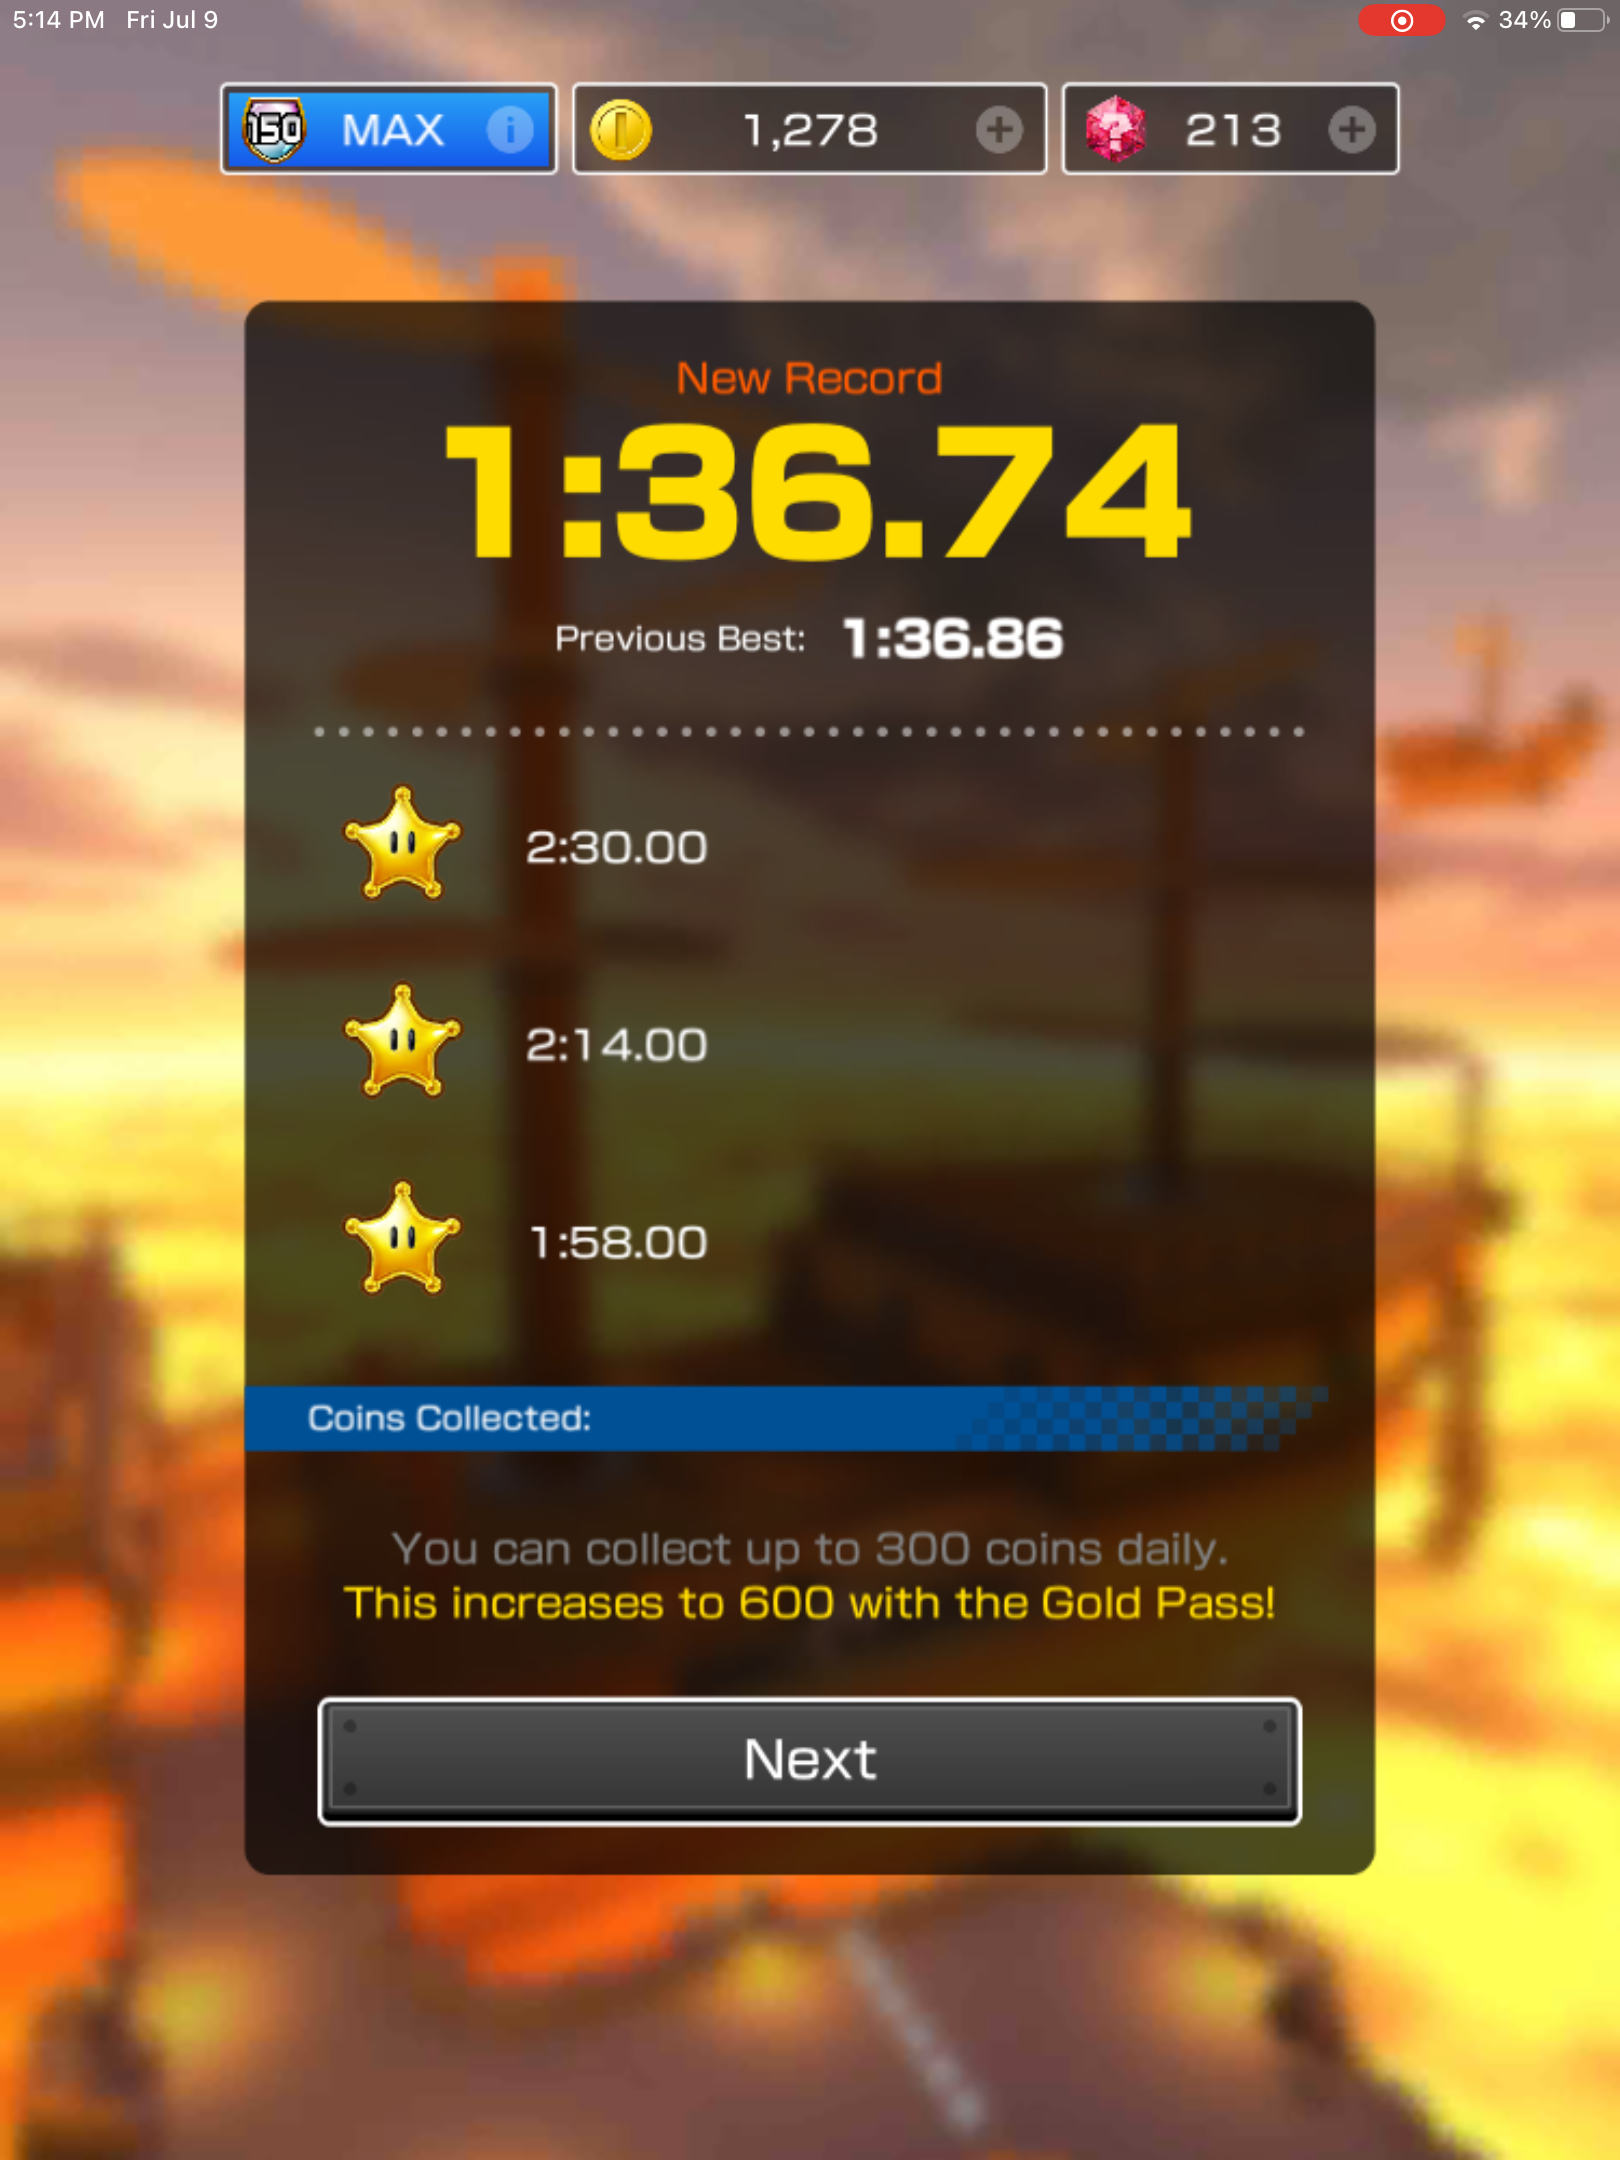 5:14 PM Fri Jul 9 34%
150 MAX i 1,278 + ? 213 +
New Record
1:36.74
Previous Best: 1:36.86
2:30.00
2:14.00
1:58.00
Coins Collected:
You can collect up to 300 coins daily.
This increases to 600 with the Gold Pass!
Next